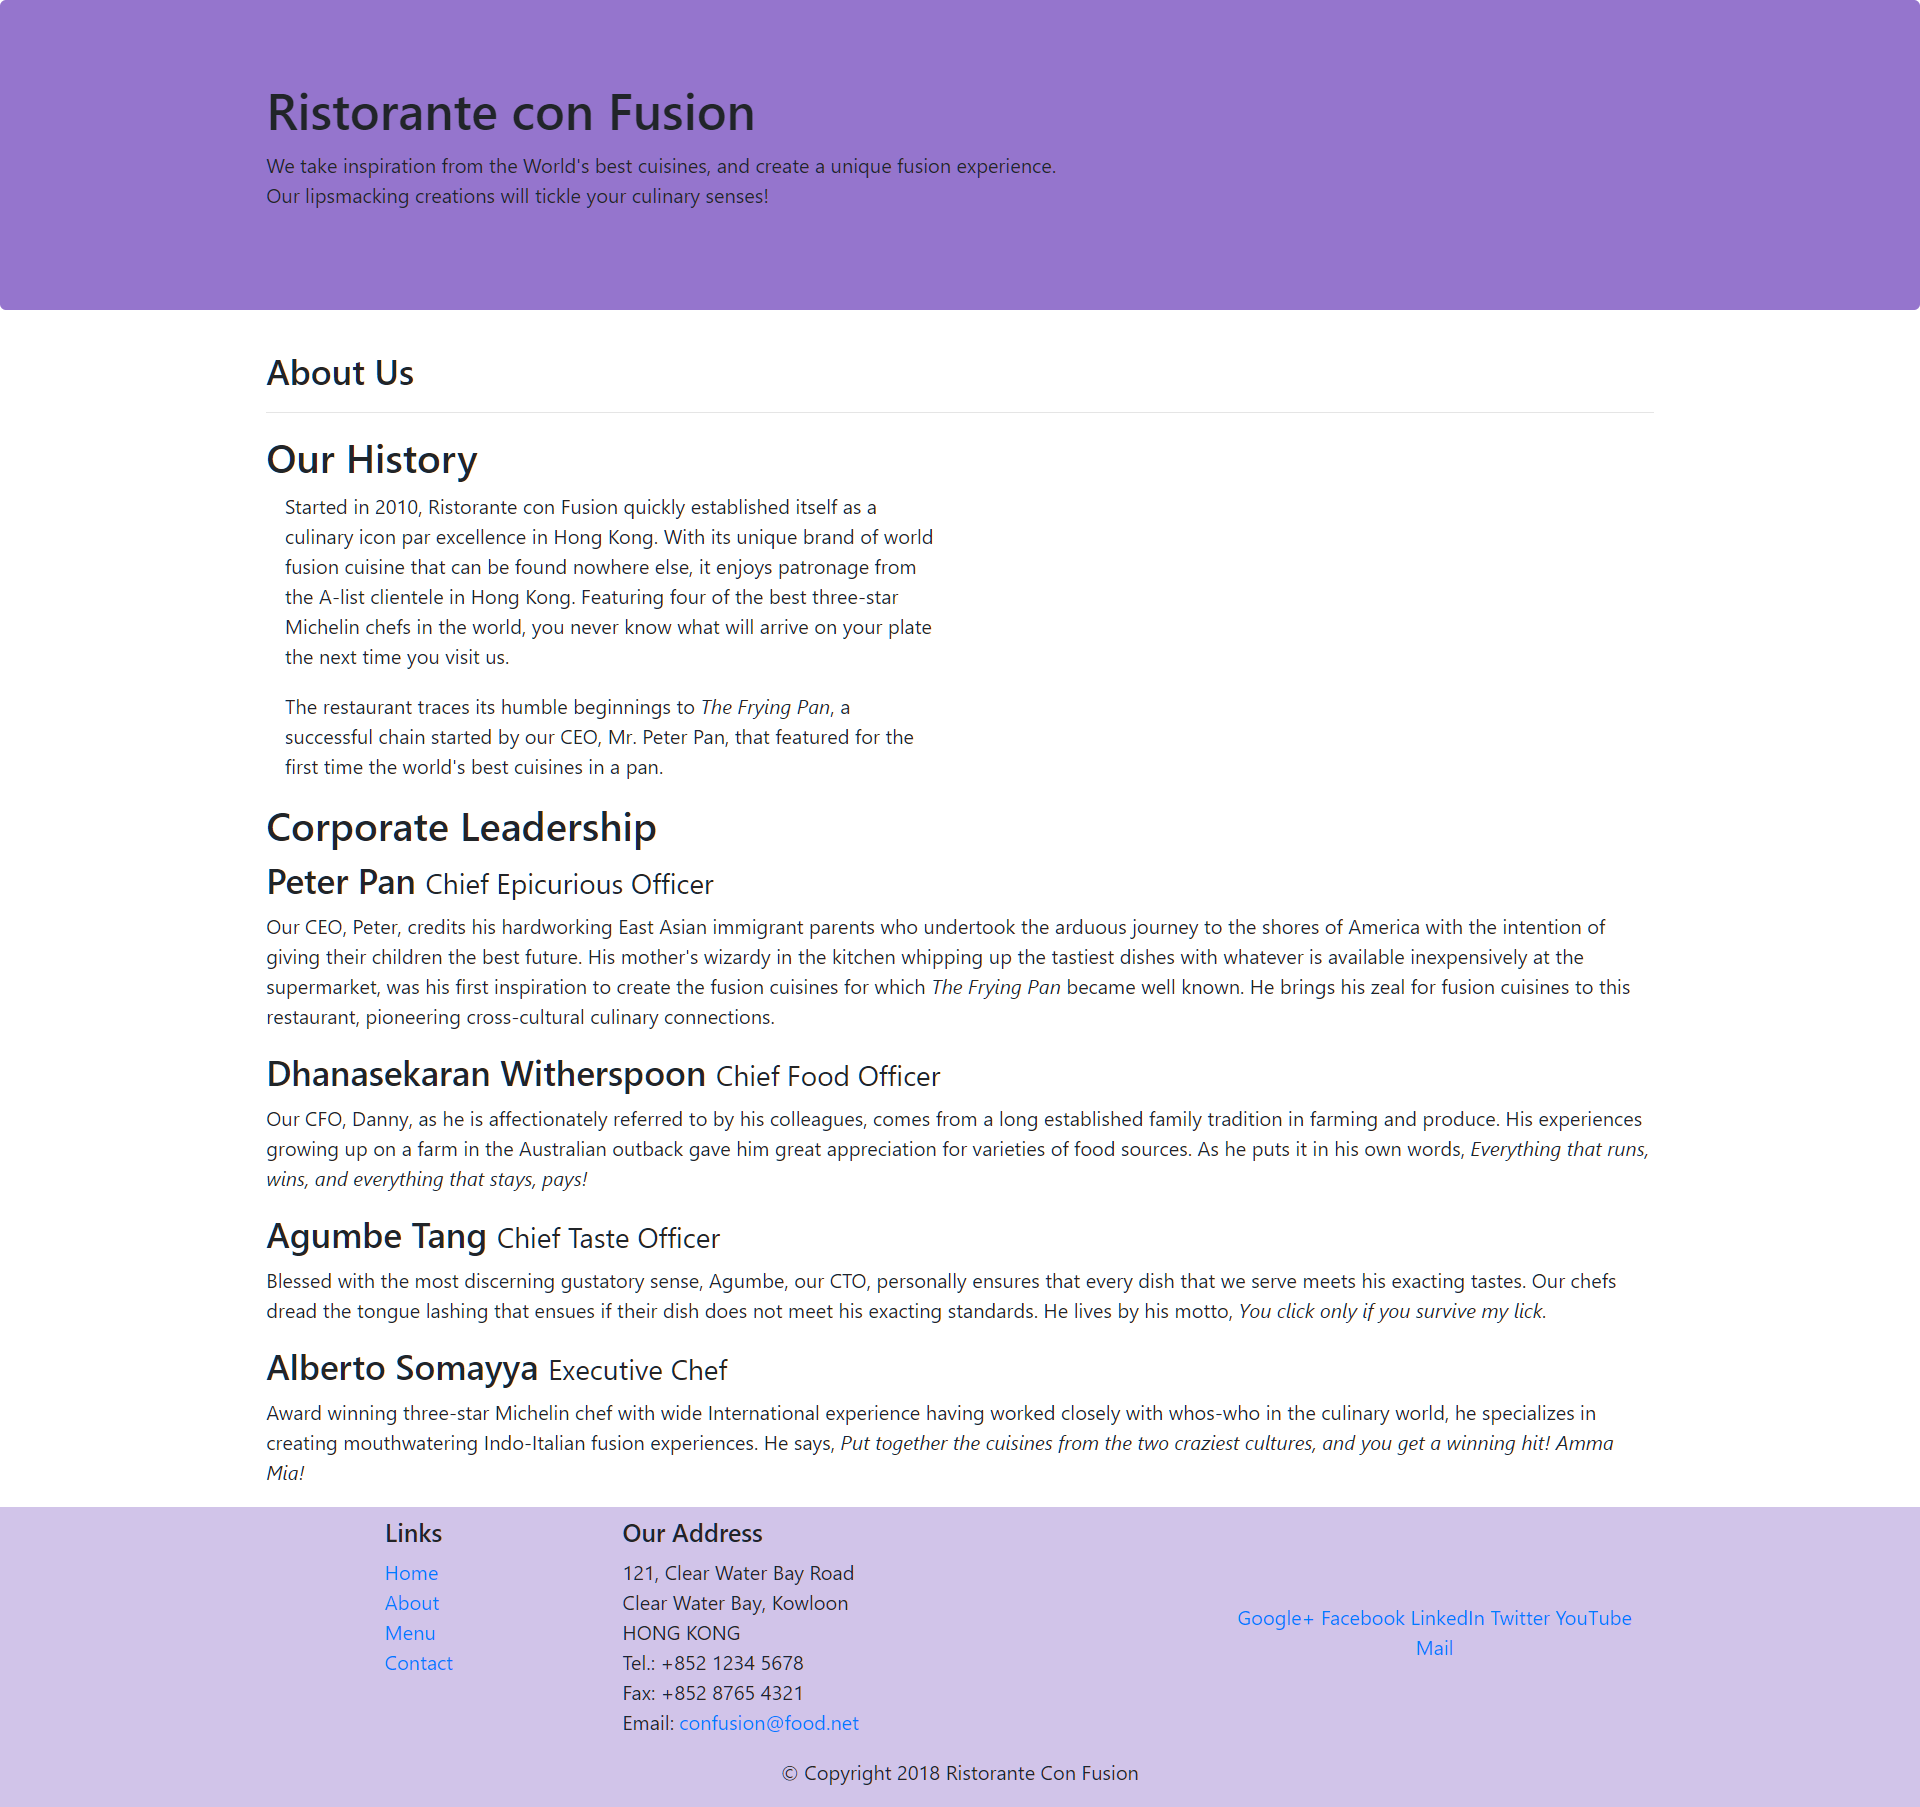 Ristorante con Fusion
We take inspiration from the World's best cuisines, and create a unique fusion experience.
Our lipsmacking creations will tickle your culinary senses!
About Us
Our History
Started in 2010, Ristorante con Fusion quickly established itself as a
culinary icon par excellence in Hong Kong. With its unique brand of world
fusion cuisine that can be found nowhere else, it enjoys patronage from
the A-list clientele in Hong Kong. Featuring four of the best three-star
Michelin chefs in the world, you never know what will arrive on your plate
the next time you visit us.
The restaurant traces its humble beginnings to The Frying Pan, a
successful chain started by our CEO, Mr. Peter Pan, that featured for the
first time the world's best cuisines in a pan.
Corporate Leadership
Peter Pan Chief Epicurious Officer
Our CEO, Peter, credits his hardworking East Asian immigrant parents who undertook the arduous journey to the shores of America with the intention of
giving their children the best future. His mother's wizardy in the kitchen whipping up the tastiest dishes with whatever is available inexpensively at the
supermarket, was his first inspiration to create the fusion cuisines for which The Frying Pan became well known. He brings his zeal for fusion cuisines to this
restaurant, pioneering cross-cultural culinary connections.
Dhanasekaran Witherspoon Chief Food Officer
Our CFO, Danny, as he is affectionately referred to by his colleagues, comes from a long established family tradition in farming and produce. His experiences
growing up on a farm in the Australian outback gave him great appreciation for varieties of food sources. As he puts it in his own words, Everything that runs,
wins, and everything that stays, pays!
Agumbe Tang Chief Taste Officer
Blessed with the most discerning gustatory sense, Agumbe, our CTO, personally ensures that every dish that we serve meets his exacting tastes. Our chefs
dread the tongue lashing that ensues if their dish does not meet his exacting standards. He lives by his motto, You click only if you survive my lick.
Alberto Somayya Executive Chef
Award winning three-star Michelin chef with wide International experience having worked closely with whos-who in the culinary world, he specializes in
creating mouthwatering Indo-Italian fusion experiences. He says, Put together the cuisines from the two craziest cultures, and you get a winning hit! Amma
Mia!
Links
Home
About
Menu
Contact
Our Address
121, Clear Water Bay Road
Clear Water Bay, Kowloon
HONG KONG
Tel.: +852 1234 5678
Fax: +852 8765 4321
Email: confusion@food.net
Google+ Facebook LinkedIn Twitter YouTube
Mail
© Copyright 2018 Ristorante Con Fusion